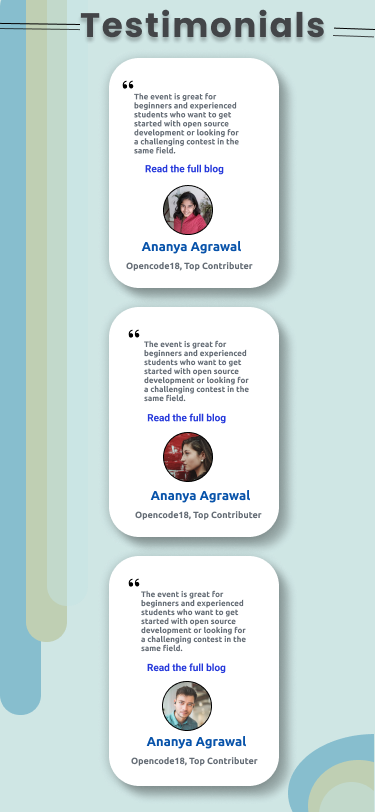 Testimonials
“
The event is great for
beginners and experienced
students who want to get
started with open source
development or looking for
a challenging contest in the
same field.
Read the full blog
Ananya Agrawal
Opencode18, Top Contributer
“
The event is great for
beginners and experienced
students who want to get
started with open source
development or looking for
a challenging contest in the
same field.
Read the full blog
Ananya Agrawal
Opencode18, Top Contributer
“
The event is great for
beginners and experienced
students who want to get
started with open source
development or looking for
a challenging contest in the
same field.
Read the full blog
Ananya Agrawal
Opencode18, Top Contributer